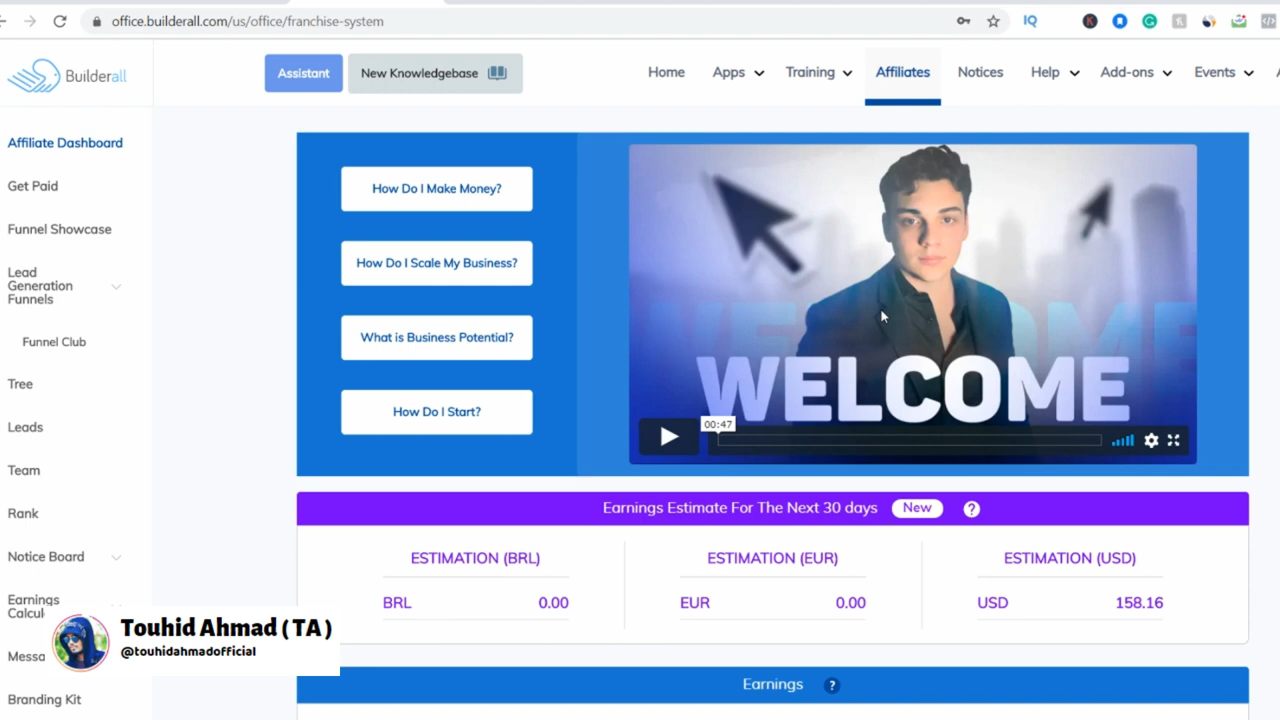 office.builderall.com/us/office/franchise-system
IQ
Builderall
Assistant
New Knowledgebase
Home
Apps
Training
Affiliates
Notices
Help
Add-ons
Events
Affiliate Dashboard
Get Paid
Funnel Showcase
Lead
Generation
Funnels
Funnel Club
Tree
Leads
Team
Rank
Notice Board
Earnings
Calcul
Messa
Branding Kit
How Do I Make Money?
How Do I Scale My Business?
What is Business Potential?
How Do I Start?
WELCOME
WELCOME
00:47
Earnings Estimate For The Next 30 days
New
?
ESTIMATION (BRL)
ESTIMATION (EUR)
ESTIMATION (USD)
BRL 0.00
EUR 0.00
USD 158.16
Touhid Ahmad ( TA )
@touhidahmadofficial
Earnings ?